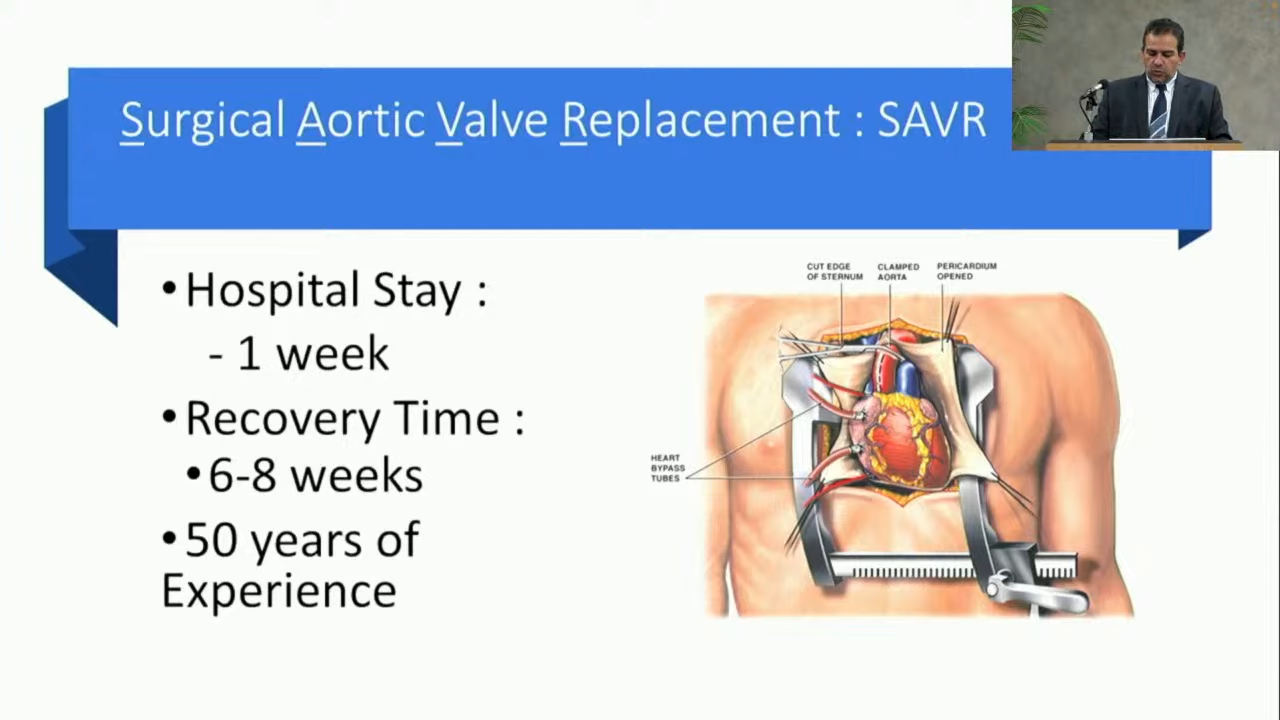 Surgical Aortic Valve Replacement : SAVR
•Hospital Stay :
- 1 week
•Recovery Time :
•6-8 weeks
•50 years of
Experience
CUT EDGE
OF STERNUM
CLAMPED
AORTA
PERICARDIUM
OPENED
HEART
BYPASS
TUBES